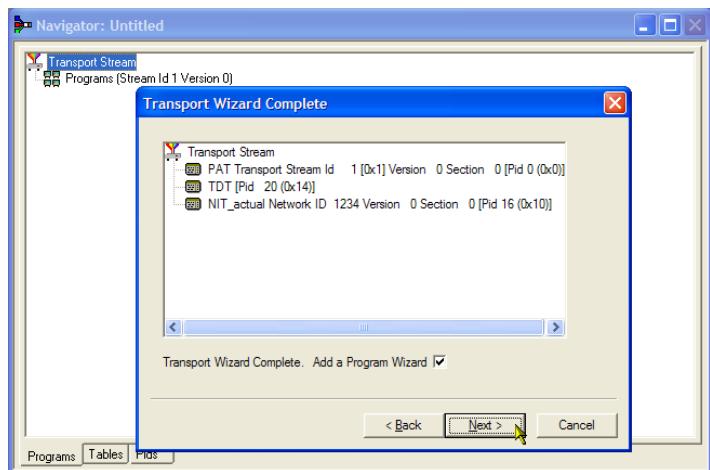 Navigator: Untitled
Transport Stream
Programs (Stream Id 1 Version 0)
Transport Wizard Complete
Transport Stream
PAT Transport Stream Id 1 [0x1] Version 0 Section 0 [Pid 0 (0x0)]
TDT [Pid 20 (0x14)]
NIT_actual Network ID 1234 Version 0 Section 0 [Pid 16 (0x10)]
Transport Wizard Complete. Add a Program Wizard
< Back Next > Cancel
Programs Tables Pids